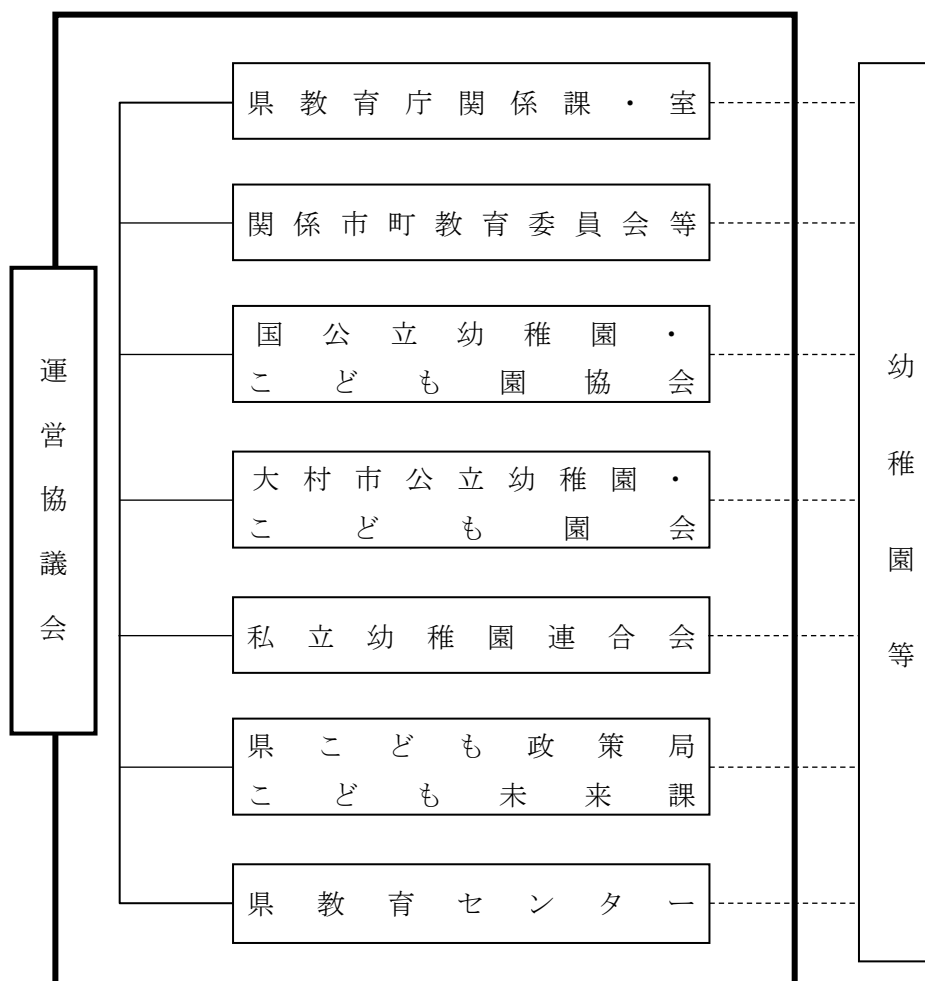 運営協議会
県教育庁関係課・室
関係市町教育委員会等
国公立幼稚園・
こども園協会
大村市公立幼稚園・
こども園会
私立幼稚園連合会
県こども政策局
こども未来課
県教育センター
幼稚園等